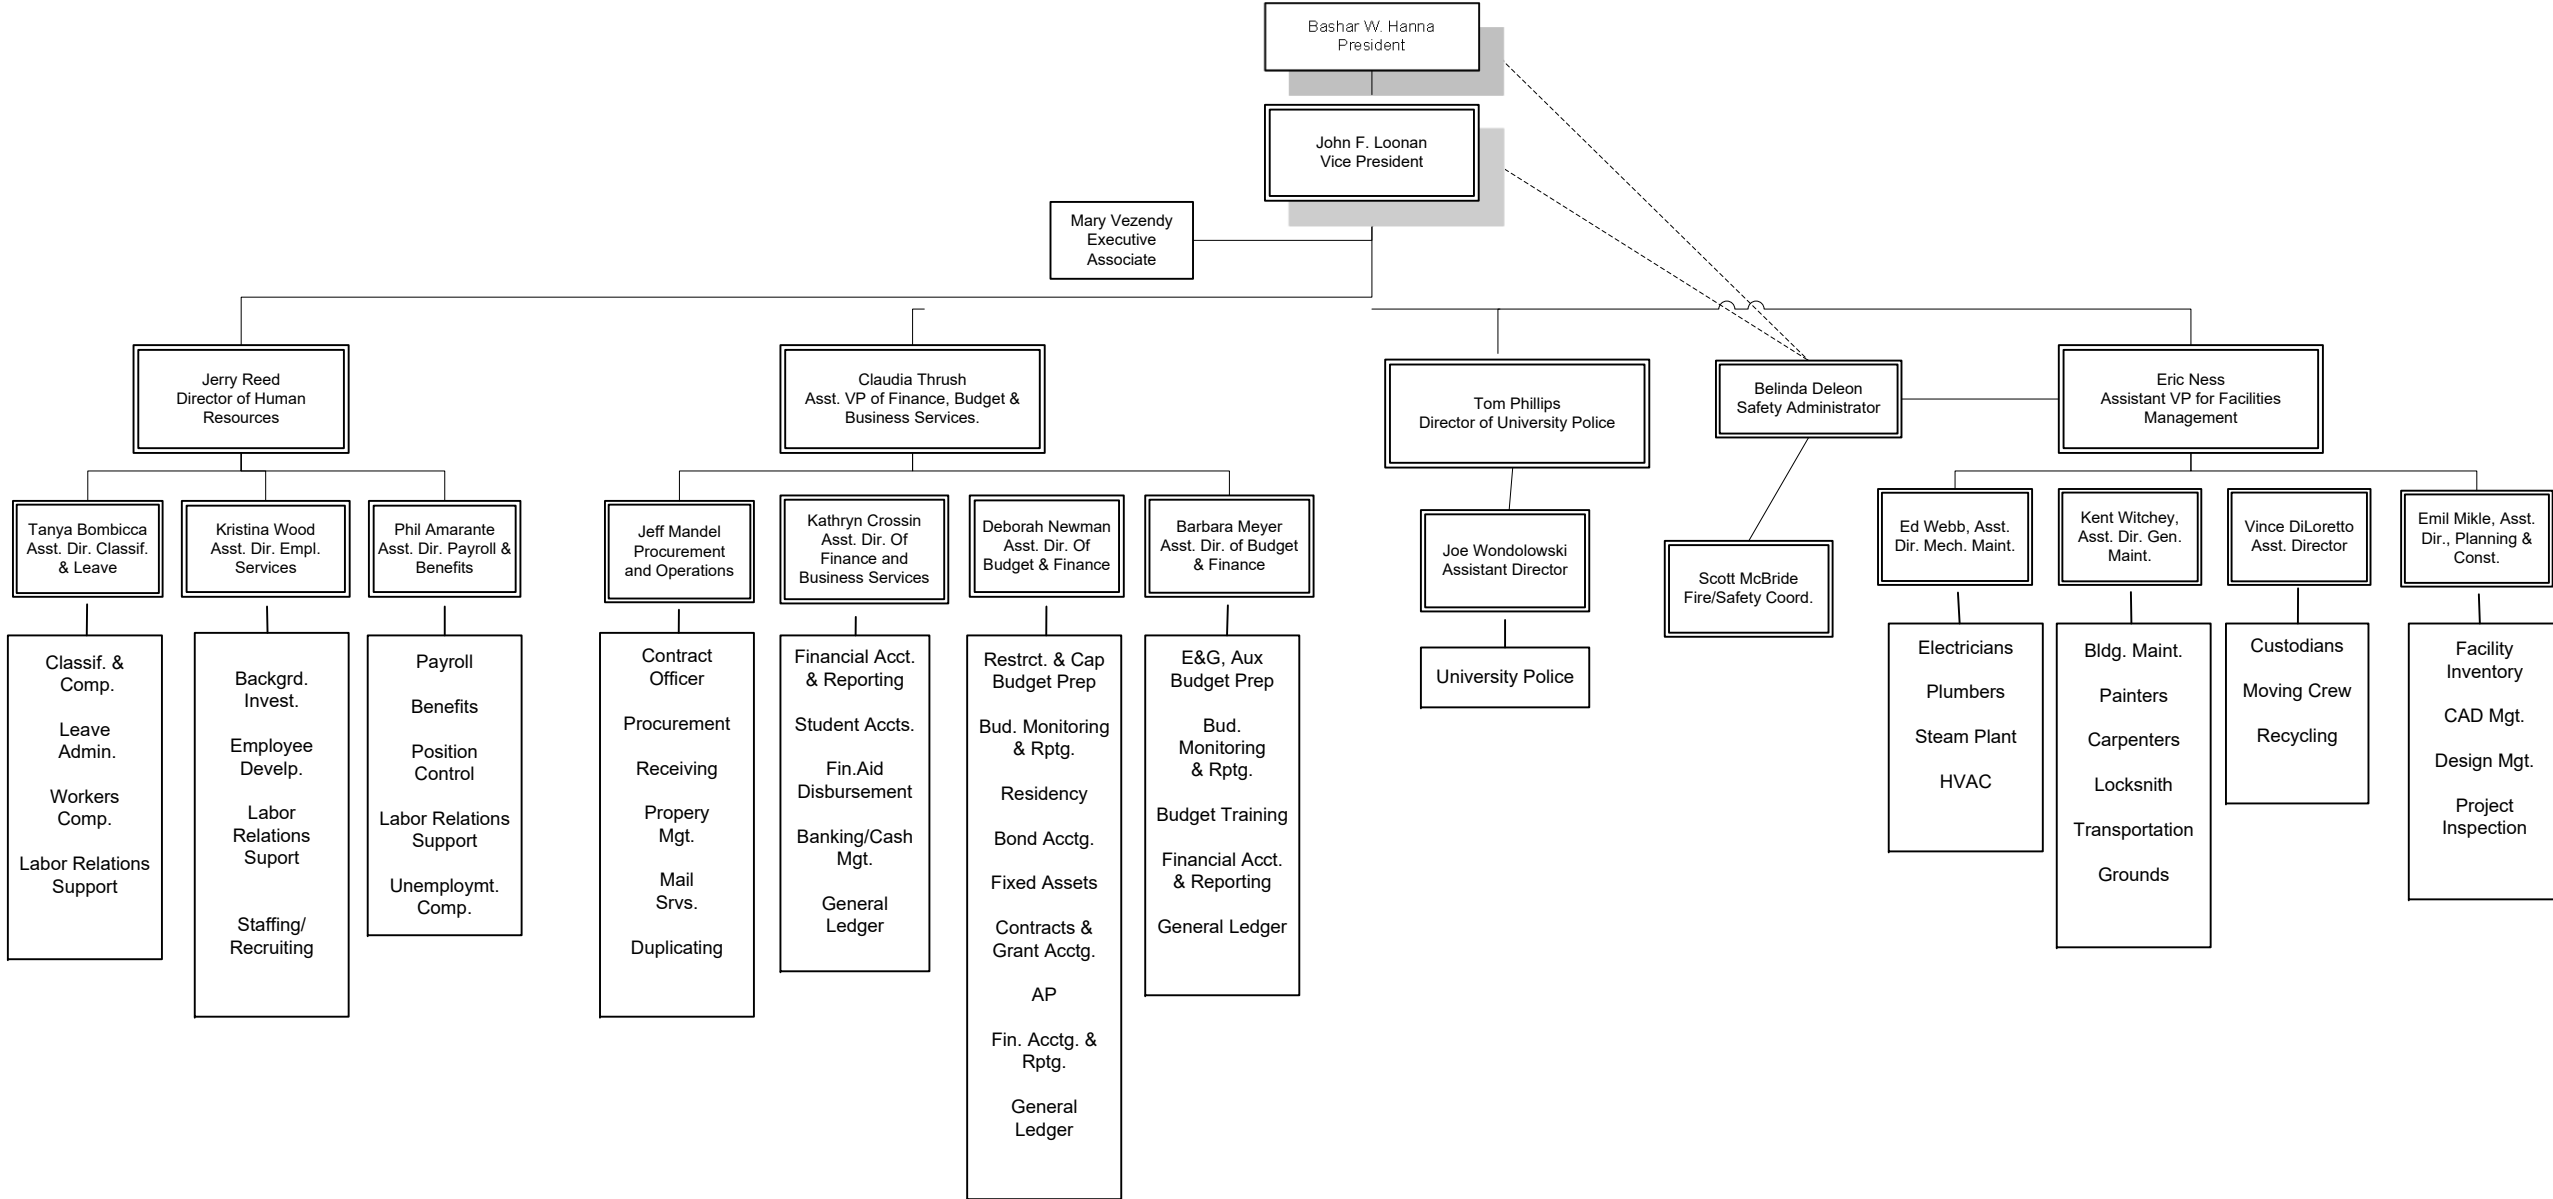 Bashar W. Hanna
President
John F. Loonan
Vice President
Mary Vezendy
Executive
Associate
Jerry Reed
Director of Human
Resources
Claudia Thrush
Asst. VP of Finance, Budget &
Business Services.
Tom Phillips
Director of University Police
Belinda Deleon
Safety Administrator
Eric Ness
Assistant VP for Facilities
Management
Tanya Bombicca
Asst. Dir. Classif.
& Leave
Kristina Wood
Asst. Dir. Empl.
Services
Phil Amarante
Asst. Dir. Payroll &
Benefits
Jeff Mandel
Procurement
and Operations
Kathryn Crossin
Asst. Dir. Of
Finance and
Business Services
Deborah Newman
Asst. Dir. Of
Budget & Finance
Barbara Meyer
Asst. Dir. of Budget
& Finance
Joe Wondolowski
Assistant Director
Scott McBride
Fire/Safety Coord.
Ed Webb, Asst.
Dir. Mech. Maint.
Kent Witchey,
Asst. Dir. Gen.
Maint.
Vince DiLoretto
Asst. Director
Emil Mikle, Asst.
Dir., Planning &
Const.
Classif. &
Comp.
Leave
Admin.
Workers
Comp.
Labor Relations
Support
Backgrd.
Invest.
Employee
Develp.
Labor
Relations
Suport
Staffing/
Recruiting
Payroll
Benefits
Position
Control
Labor Relations
Support
Unemploymt.
Comp.
Contract
Officer
Procurement
Receiving
Propery
Mgt.
Mail
Srvs.
Duplicating
Financial Acct.
& Reporting
Student Accts.
Fin.Aid
Disbursement
Banking/Cash
Mgt.
General
Ledger
Restrct. & Cap
Budget Prep
Bud. Monitoring
& Rptg.
Residency
Bond Acctg.
Fixed Assets
Contracts &
Grant Acctg.
AP
Fin. Acctg. &
Rptg.
General
Ledger
E&G, Aux
Budget Prep
Bud.
Monitoring
& Rptg.
Budget Training
Financial Acct.
& Reporting
General Ledger
University Police
Electricians
Plumbers
Steam Plant
HVAC
Bldg. Maint.
Painters
Carpenters
Locksnith
Transportation
Grounds
Custodians
Moving Crew
Recycling
Facility
Inventory
CAD Mgt.
Design Mgt.
Project
Inspection